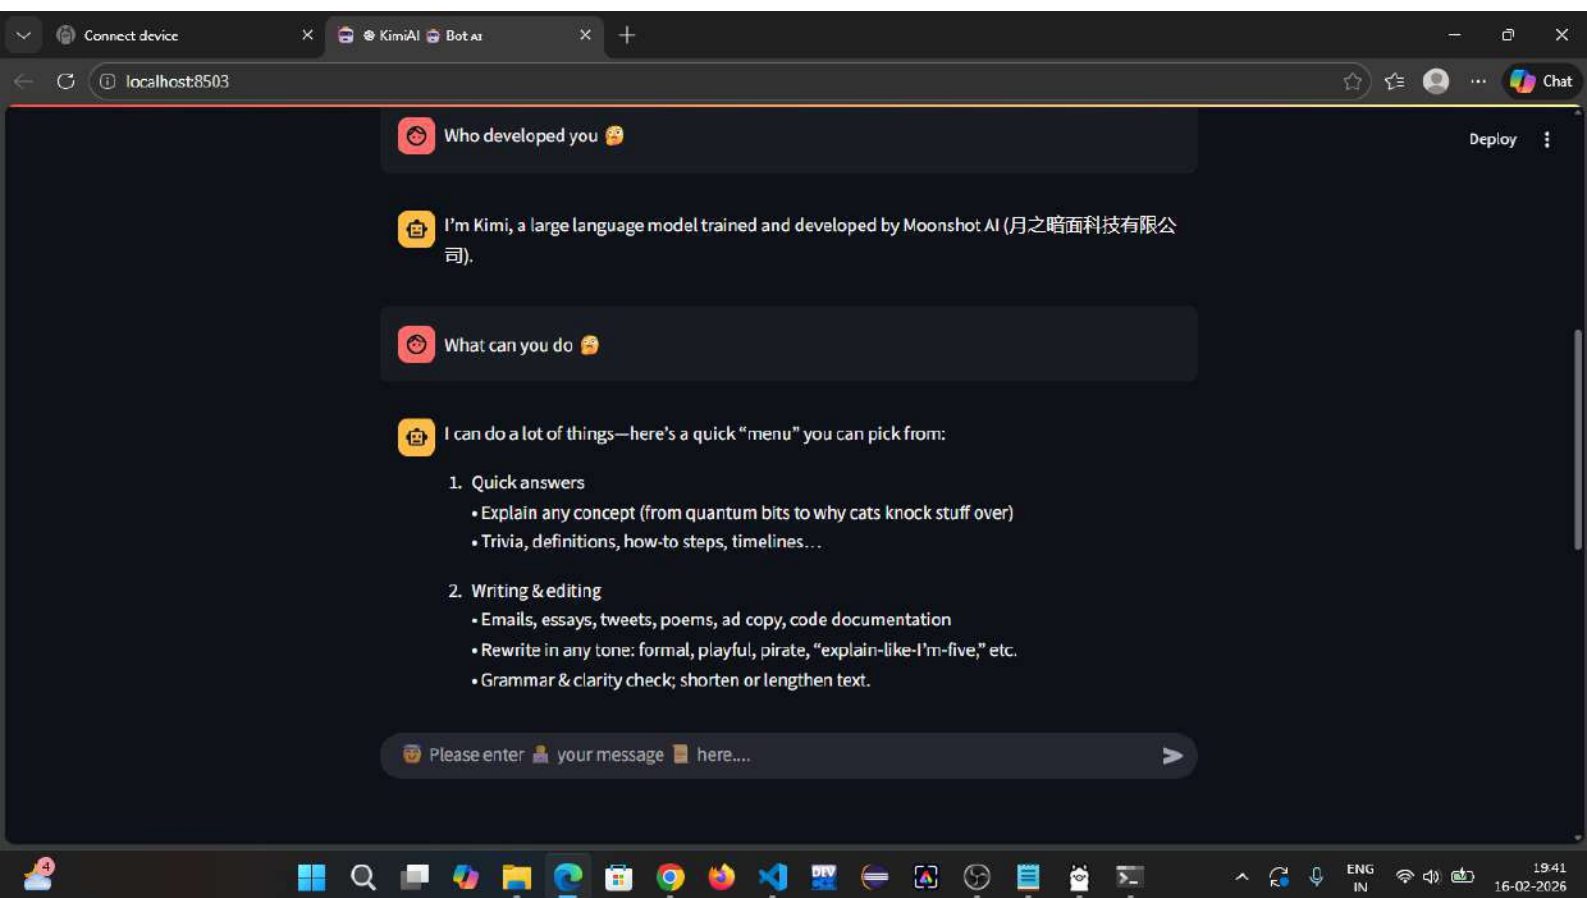 Connect device
KimiAI Bot AI
localhost:8503
Chat
Deploy
Who developed you 🤔
I'm Kimi, a large language model trained and developed by Moonshot AI (月之暗面科技有限公
司).
What can you do 🤔
I can do a lot of things—here's a quick “menu” you can pick from:
1. Quick answers
• Explain any concept (from quantum bits to why cats knock stuff over)
• Trivia, definitions, how-to steps, timelines…
2. Writing & editing
• Emails, essays, tweets, poems, ad copy, code documentation
• Rewrite in any tone: formal, playful, pirate, “explain-like-I'm-five,” etc.
• Grammar & clarity check; shorten or lengthen text.
Please enter your message here....
4
DEV
ENG
IN
19:41
16-02-2026